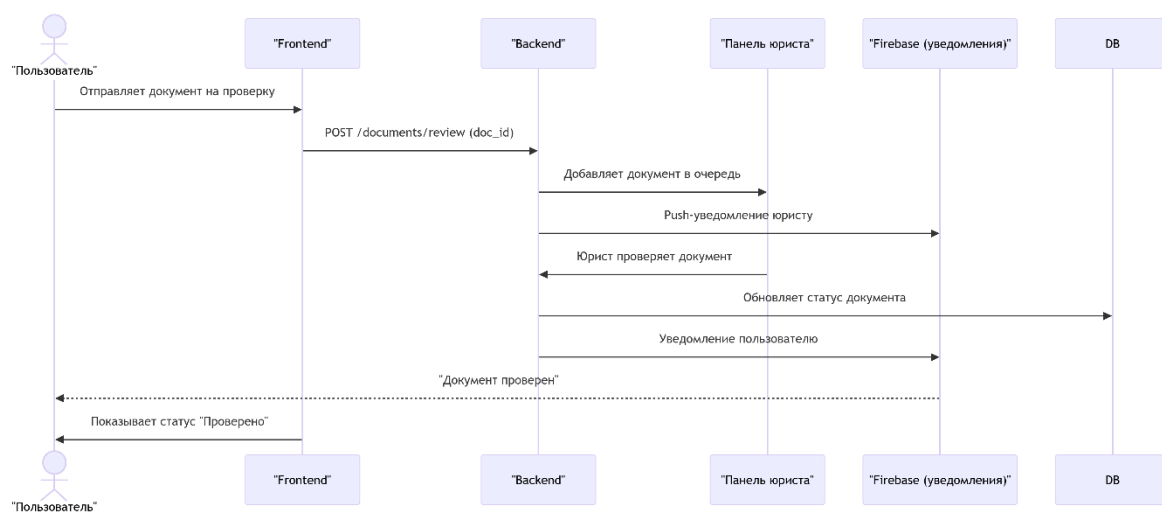 "Пользователь"
"Frontend"
"Backend"
"Панель юриста"
"Firebase (уведомления)"
DB
Отправляет документ на проверку
POST /documents/review (doc_id)
Добавляет документ в очередь
Push-уведомление юристу
Юрист проверяет документ
Обновляет статус документа
Уведомление пользователю
"Документ проверен"
Показывает статус "Проверено"
"Пользователь"
"Frontend"
"Backend"
"Панель юриста"
"Firebase (уведомления)"
DB